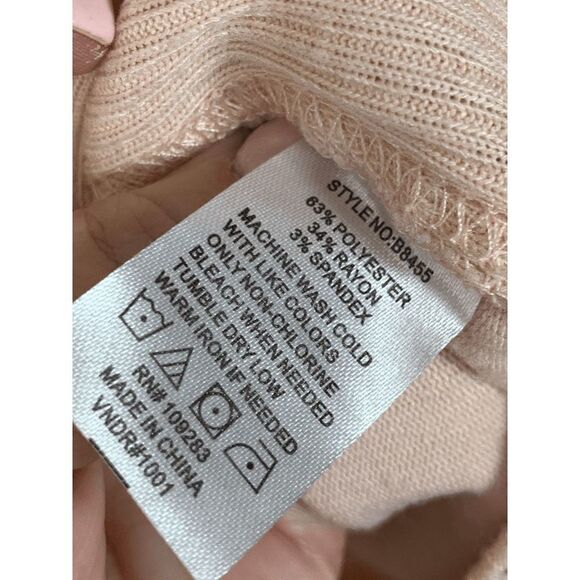 STYLE NO:B8455
63% POLYESTER
34% RAYON
3% SPANDEX
MACHINE WASH COLD
WITH LIKE COLORS
ONLY NON-CHLORINE
BLEACH WHEN NEEDED
TUMBLE DRY LOW
WARM IRON IF NEEDED
RN# 109283
MADE IN CHINA
VNDR#1001